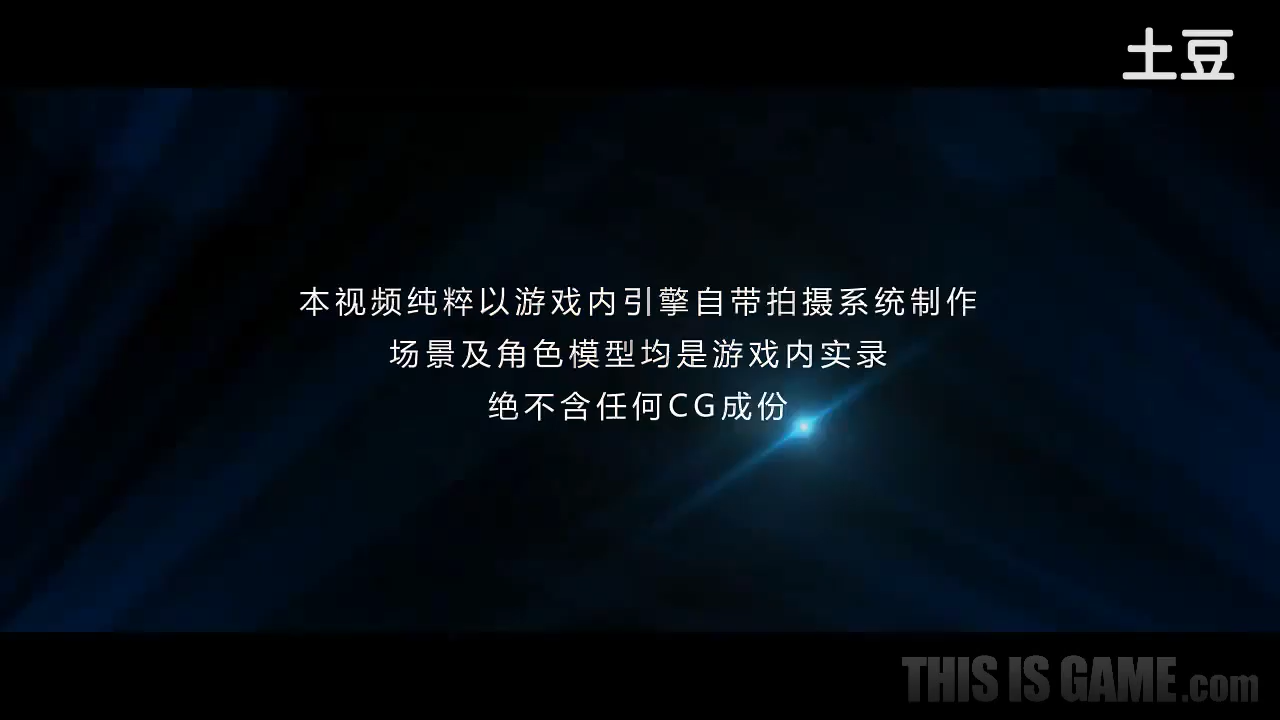 土豆
本视频纯粹以游戏内引擎自带拍摄系统制作
场景及角色模型均是游戏内实录
绝不含任何CG成份
THIS IS GAME.com